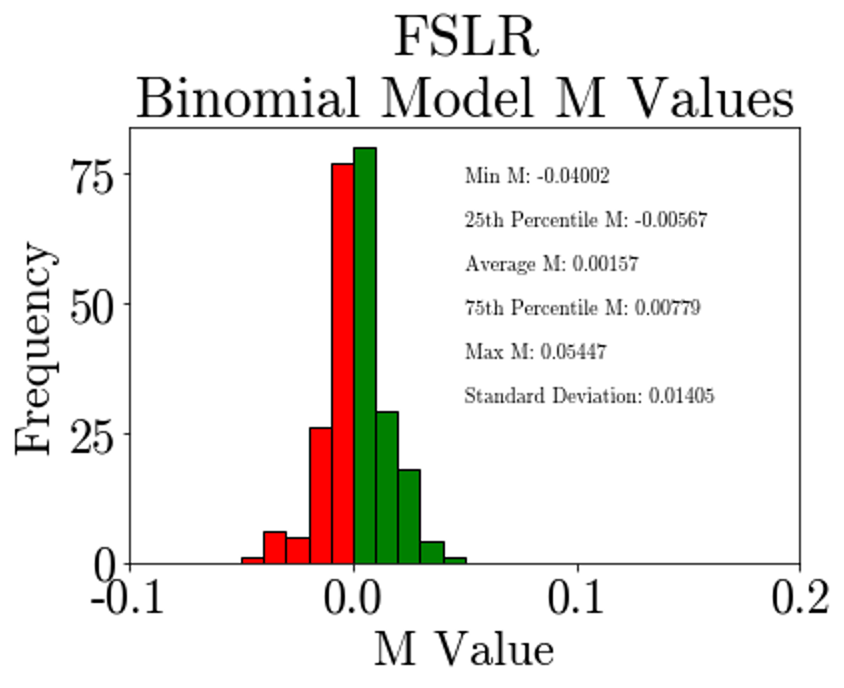 FSLR
Binomial Model M Values
75
50
25
0
Frequency
Min M: -0.04002
25th Percentile M: -0.00567
Average M: 0.00157
75th Percentile M: 0.00779
Max M: 0.05447
Standard Deviation: 0.01405
-0.1 0.0 0.1 0.2
M Value